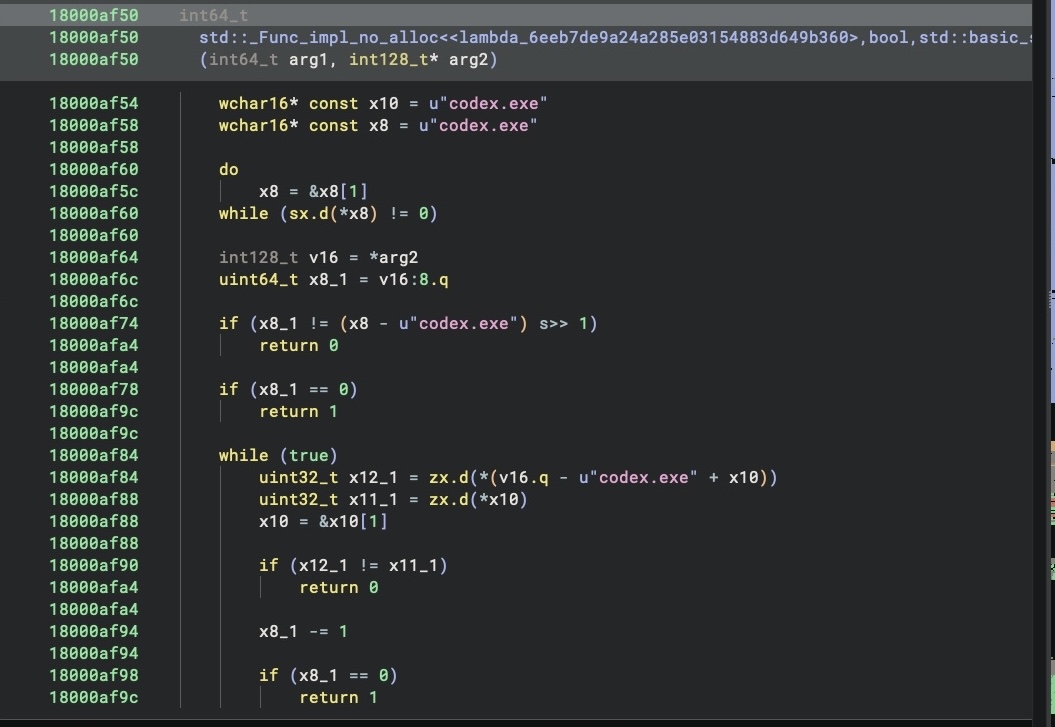 18000af50 int64_t
18000af50 std::_Func_impl_no_alloc<<lambda_6eeb7de9a24a285e03154883d649b360>,bool,std::basic_s
18000af50 (int64_t arg1, int128_t* arg2)
18000af54 wchar16* const x10 = u"codex.exe"
18000af58 wchar16* const x8 = u"codex.exe"
18000af58
18000af60 do
18000af5c x8 = &x8[1]
18000af60 while (sx.d(*x8) != 0)
18000af60
18000af64 int128_t v16 = *arg2
18000af6c uint64_t x8_1 = v16:8.q
18000af6c
18000af74 if (x8_1 != (x8 - u"codex.exe") s>> 1)
18000afa4 return 0
18000afa4
18000af78 if (x8_1 == 0)
18000af9c return 1
18000af9c
18000af84 while (true)
18000af84 uint32_t x12_1 = zx.d(*(v16.q - u"codex.exe" + x10))
18000af88 uint32_t x11_1 = zx.d(*x10)
18000af88 x10 = &x10[1]
18000af88
18000af90 if (x12_1 != x11_1)
18000afa4 return 0
18000afa4
18000af94 x8_1 -= 1
18000af94
18000af98 if (x8_1 == 0)
18000af9c return 1